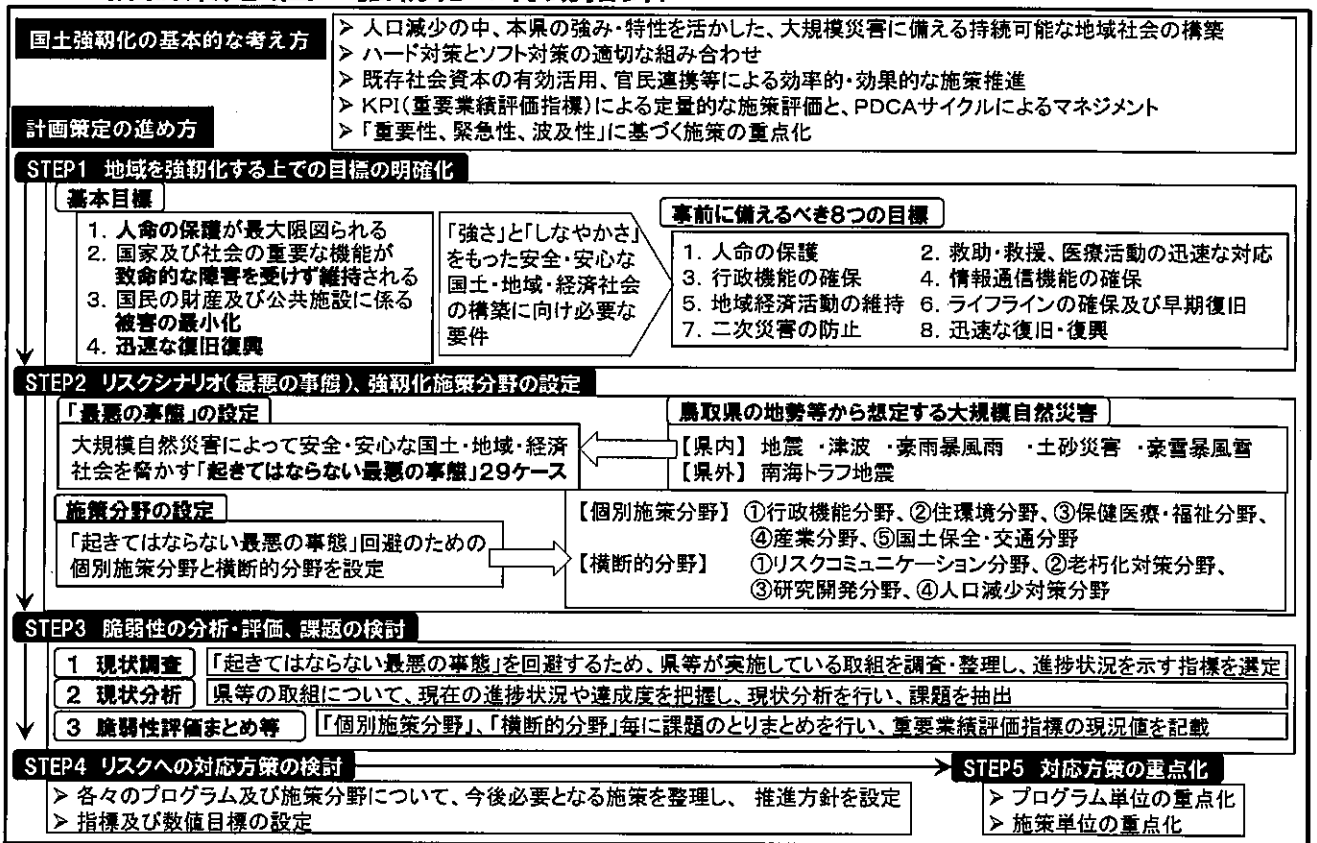 国土強靱化の基本的な考え方
➢ 人口減少の中、本県の強み・特性を活かした、大規模災害に備える持続可能な地域社会の構築
➢ ハード対策とソフト対策の適切な組み合わせ
➢ 既存社会資本の有効活用、官民連携等による効率的・効果的な施策推進
➢ KPI(重要業績評価指標)による定量的な施策評価と、PDCAサイクルによるマネジメント
➢ 「重要性、緊急性、波及性」に基づく施策の重点化
計画策定の進め方
STEP1 地域を強靱化する上での目標の明確化
基本目標
1. 人命の保護が最大限図られる
2. 国家及び社会の重要な機能が
致命的な障害を受けず維持される
3. 国民の財産及び公共施設に係る
被害の最小化
4. 迅速な復旧復興
「強さ」と「しなやかさ」
をもった安全・安心な
国土・地域・経済社会
の構築に向け必要な
要件
事前に備えるべき8つの目標
1. 人命の保護 2. 救助・救援、医療活動の迅速な対応
3. 行政機能の確保 4. 情報通信機能の確保
5. 地域経済活動の維持 6. ライフラインの確保及び早期復旧
7. 二次災害の防止 8. 迅速な復旧・復興
STEP2 リスクシナリオ(最悪の事態)、強靱化施策分野の設定
「最悪の事態」の設定
大規模自然災害によって安全・安心な国土・地域・経済
社会を脅かす「起きてはならない最悪の事態」29ケース
鳥取県の地勢等から想定する大規模自然災害
【県内】 地震 ・津波 ・豪雨暴風雨 ・土砂災害 ・豪雪暴風雪
【県外】 南海トラフ地震
施策分野の設定
「起きてはならない最悪の事態」回避のための
個別施策分野と横断的分野を設定
【個別施策分野】 ①行政機能分野、②住環境分野、③保健医療・福祉分野、
④産業分野、⑤国土保全・交通分野
【横断的分野】 ①リスクコミュニケーション分野、②老朽化対策分野、
③研究開発分野、④人口減少対策分野
STEP3 脆弱性の分析・評価、課題の検討
1 現状調査 「起きてはならない最悪の事態」を回避するため、県等が実施している取組を調査・整理し、進捗状況を示す指標を選定
2 現状分析 県等の取組について、現在の進捗状況や達成度を把握し、現状分析を行い、課題を抽出
3 脆弱性評価まとめ等 「個別施策分野」、「横断的分野」毎に課題のとりまとめを行い、重要業績評価指標の現況値を記載
STEP4 リスクへの対応方策の検討
➢ 各々のプログラム及び施策分野について、今後必要となる施策を整理し、 推進方針を設定
➢ 指標及び数値目標の設定
STEP5 対応方策の重点化
➢ プログラム単位の重点化
➢ 施策単位の重点化